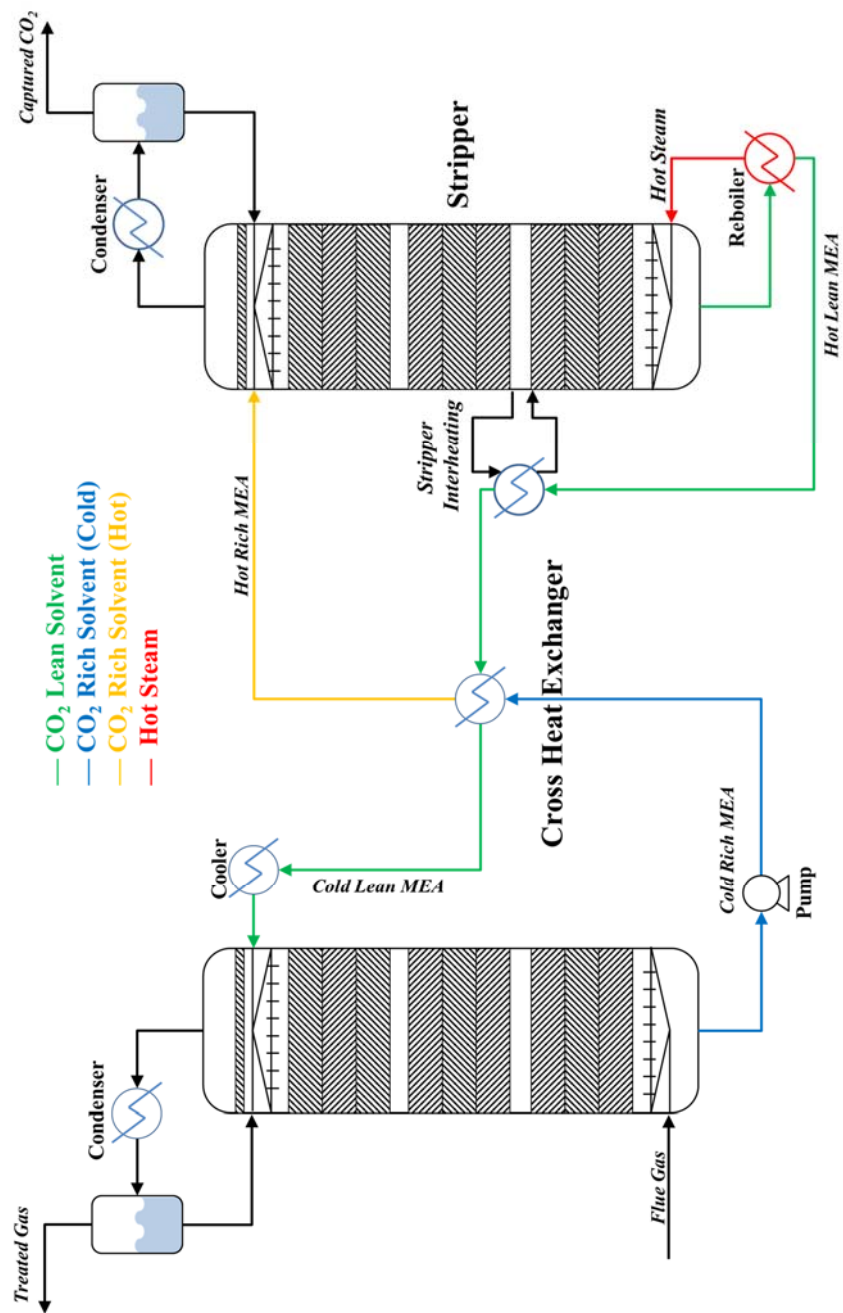 Treated Gas
Condenser
Flue Gas
Cooler
Cold Lean MEA
Cold Rich MEA
Pump
— CO₂ Lean Solvent
— CO₂ Rich Solvent (Cold)
— CO₂ Rich Solvent (Hot)
— Hot Steam
Cross Heat Exchanger
Hot Rich MEA
Stripper
Interheating
Condenser
Captured CO₂
Stripper
Hot Steam
Reboiler
Hot Lean MEA